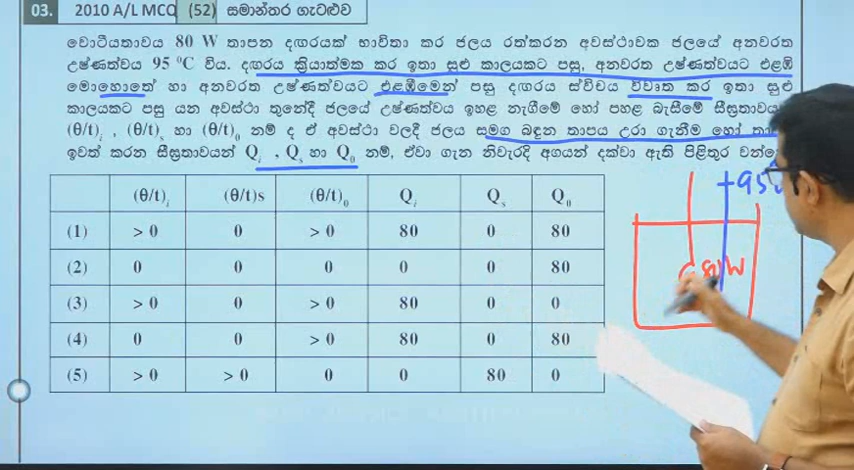 03. 2010 A/L MCQ (52) සමාන්තර ගැටළුව
වොටීයතාවය 80 W තාපන දඟරයක් භාවිතා කර ජලය රත්කරන අවස්ථාවක ජලයේ අනවරත
උෂ්ණත්වය 95 °C විය. දඟරය ක්‍රියාත්මක කර ඉතා සුළු කාලයකට පසු, අනවරත උෂ්ණත්වයට එළඹි
මොහොතේ හා අනවරත උෂ්ණත්වයට එළඹීමෙන් පසු දඟරය ස්විචය විවෘත කර ඉතා සුළු
කාලයකට පසු යන අවස්ථා තුනේදී ජලයේ උෂ්ණත්වය ඉහළ නැගීමේ හෝ පහළ බැසීමේ
(θ/t)i , (θ/t)s හා (θ/t)0 නම් ද ඒ අවස්ථා වලදී ජලය සමග බඳුන තාපය උරා ගැනීම හෝ
ඉවත් කරන සීඝ්‍රතාවයන් Qi , Qs හා Q0 නම්, ඒවා ගැන නිවැරදි අගයන් දක්වා ඇති පිළිතුර
(θ/t)i (θ/t)s (θ/t)0 Qi Qs Q0
(1) > 0 0 > 0 80 0 80
(2) 0 0 0 0 0 80
(3) > 0 0 > 0 80 0 0
(4) 0 0 > 0 80 0 80
(5) > 0 > 0 0 0 80 0
80W